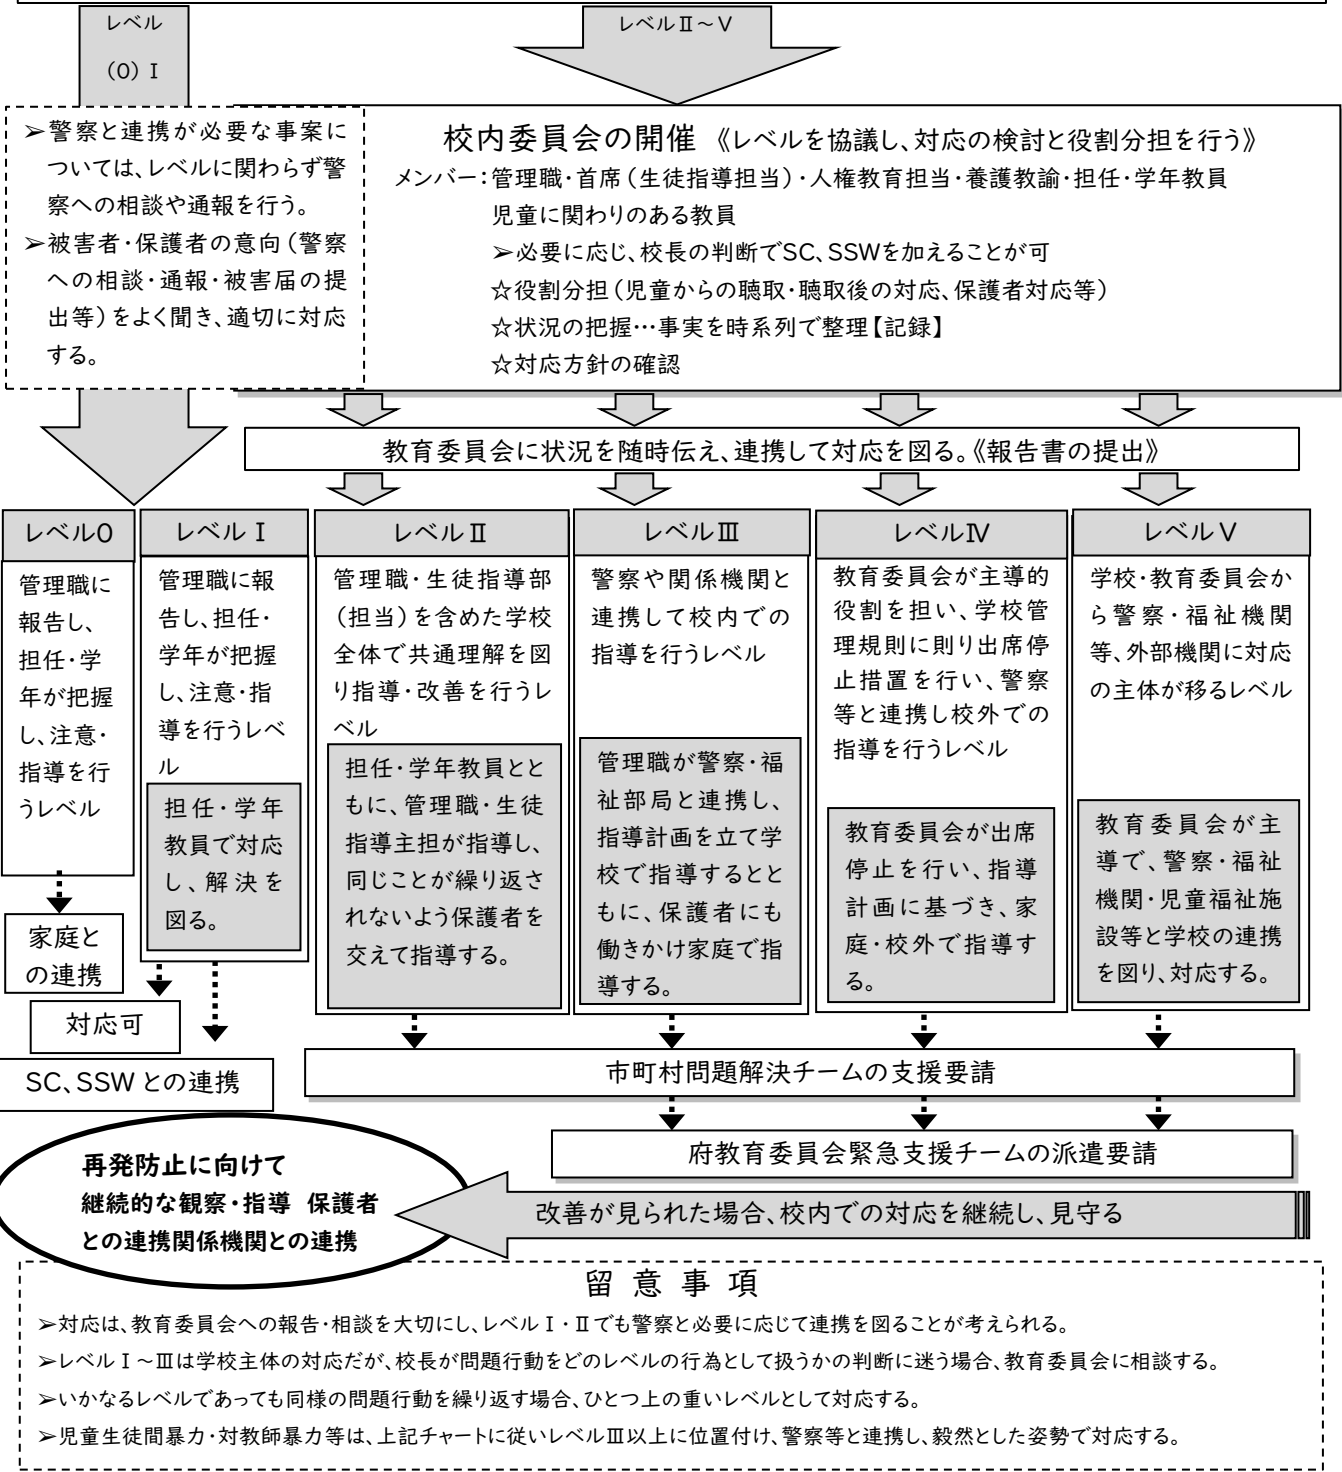 レベル
(0) Ⅰ
レベルⅡ~Ⅴ
➢警察と連携が必要な事案に
ついては、レベルに関わらず警
察への相談や通報を行う。
➢被害者・保護者の意向(警察
への相談・通報・被害届の提
出等)をよく聞き、適切に対応
する。
校内委員会の開催 《レベルを協議し、対応の検討と役割分担を行う》
メンバー:管理職・首席(生徒指導担当)・人権教育担当・養護教諭・担任・学年教員
児童に関わりのある教員
➢必要に応じ、校長の判断でSC、SSWを加えることが可
☆役割分担(児童からの聴取・聴取後の対応、保護者対応等)
☆状況の把握…事実を時系列で整理【記録】
☆対応方針の確認
教育委員会に状況を随時伝え、連携して対応を図る。《報告書の提出》
レベル0
管理職に
報告し、
担任・学
年が把握
し、注意・
指導を行
うレベル
家庭と
の連携
レベルⅠ
管理職に報
告し、担任・
学年が把握
し、注意・指
導を行うレベ
ル
担任・学年
教員で対応
し、解決を
図る。
対応可
SC、SSWとの連携
レベルⅡ
管理職・生徒指導部
(担当)を含めた学校
全体で共通理解を図
り指導・改善を行うレ
ベル
担任・学年教員とと
もに、管理職・生徒
指導主担が指導し、
同じことが繰り返さ
れないよう保護者を
交えて指導する。
レベルⅢ
警察や関係機関と
連携して校内での
指導を行うレベル
管理職が警察・福
祉部局と連携し、
指導計画を立て学
校で指導するとと
もに、保護者にも
働きかけ家庭で指
導する。
レベルⅣ
教育委員会が主導的
役割を担い、学校管
理規則に則り出席停
止措置を行い、警察
等と連携し校外での
指導を行うレベル
教育委員会が出席
停止を行い、指導
計画に基づき、家
庭・校外で指導す
る。
レベルⅤ
学校・教育委員会か
ら警察・福祉機関
等、外部機関に対応
の主体が移るレベル
教育委員会が主
導で、警察・福祉
機関・児童福祉施
設等と学校の連携
を図り、対応する。
市町村問題解決チームの支援要請
府教育委員会緊急支援チームの派遣要請
再発防止に向けて
継続的な観察・指導 保護者
との連携関係機関との連携
改善が見られた場合、校内での対応を継続し、見守る
留意事項
➢対応は、教育委員会への報告・相談を大切にし、レベルⅠ・Ⅱでも警察と必要に応じて連携を図ることが考えられる。
➢レベルⅠ~Ⅲは学校主体の対応だが、校長が問題行動をどのレベルの行為として扱うかの判断に迷う場合、教育委員会に相談する。
➢いかなるレベルであっても同様の問題行動を繰り返す場合、ひとつ上の重いレベルとして対応する。
➢児童生徒間暴力・対教師暴力等は、上記チャートに従いレベルⅢ以上に位置付け、警察等と連携し、毅然とした姿勢で対応する。